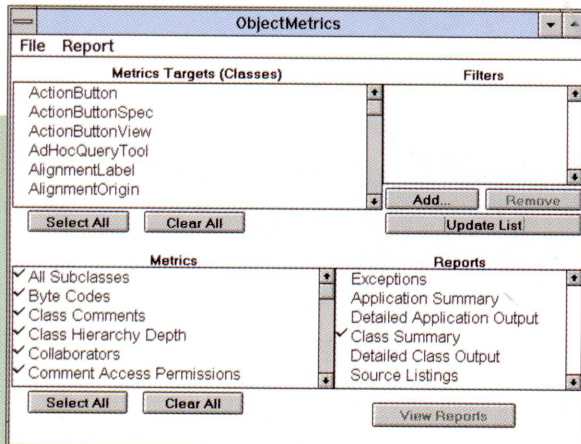 ObjectMetrics
File Report
Metrics Targets (Classes)
ActionButton
ActionButtonSpec
ActionButtonView
AdHocQueryTool
AlignmentLabel
AlignmentOrigin
Select All Clear All
Filters
Add... Remove
Update List
Metrics
All Subclasses
Byte Codes
Class Comments
Class Hierarchy Depth
Collaborators
Comment Access Permissions
Select All Clear All
Reports
Exceptions
Application Summary
Detailed Application Output
Class Summary
Detailed Class Output
Source Listings
View Reports